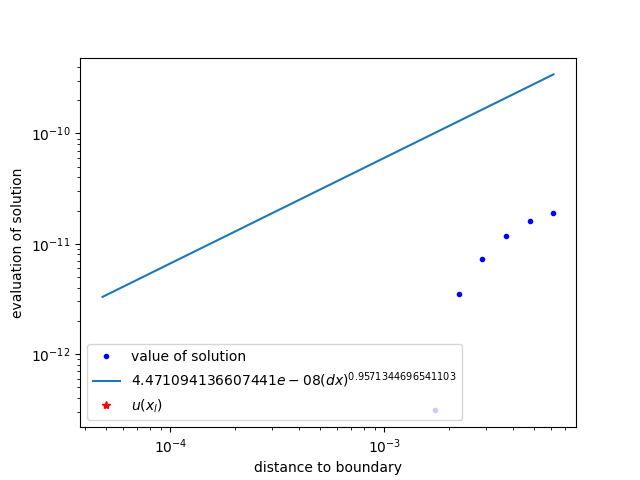 10⁻¹⁰
10⁻¹¹
10⁻¹²
evaluation of solution
value of solution
4.471094136607441e − 08(dx)^0.9571344696541103
u(x_l)
10⁻⁴ 10⁻³
distance to boundary